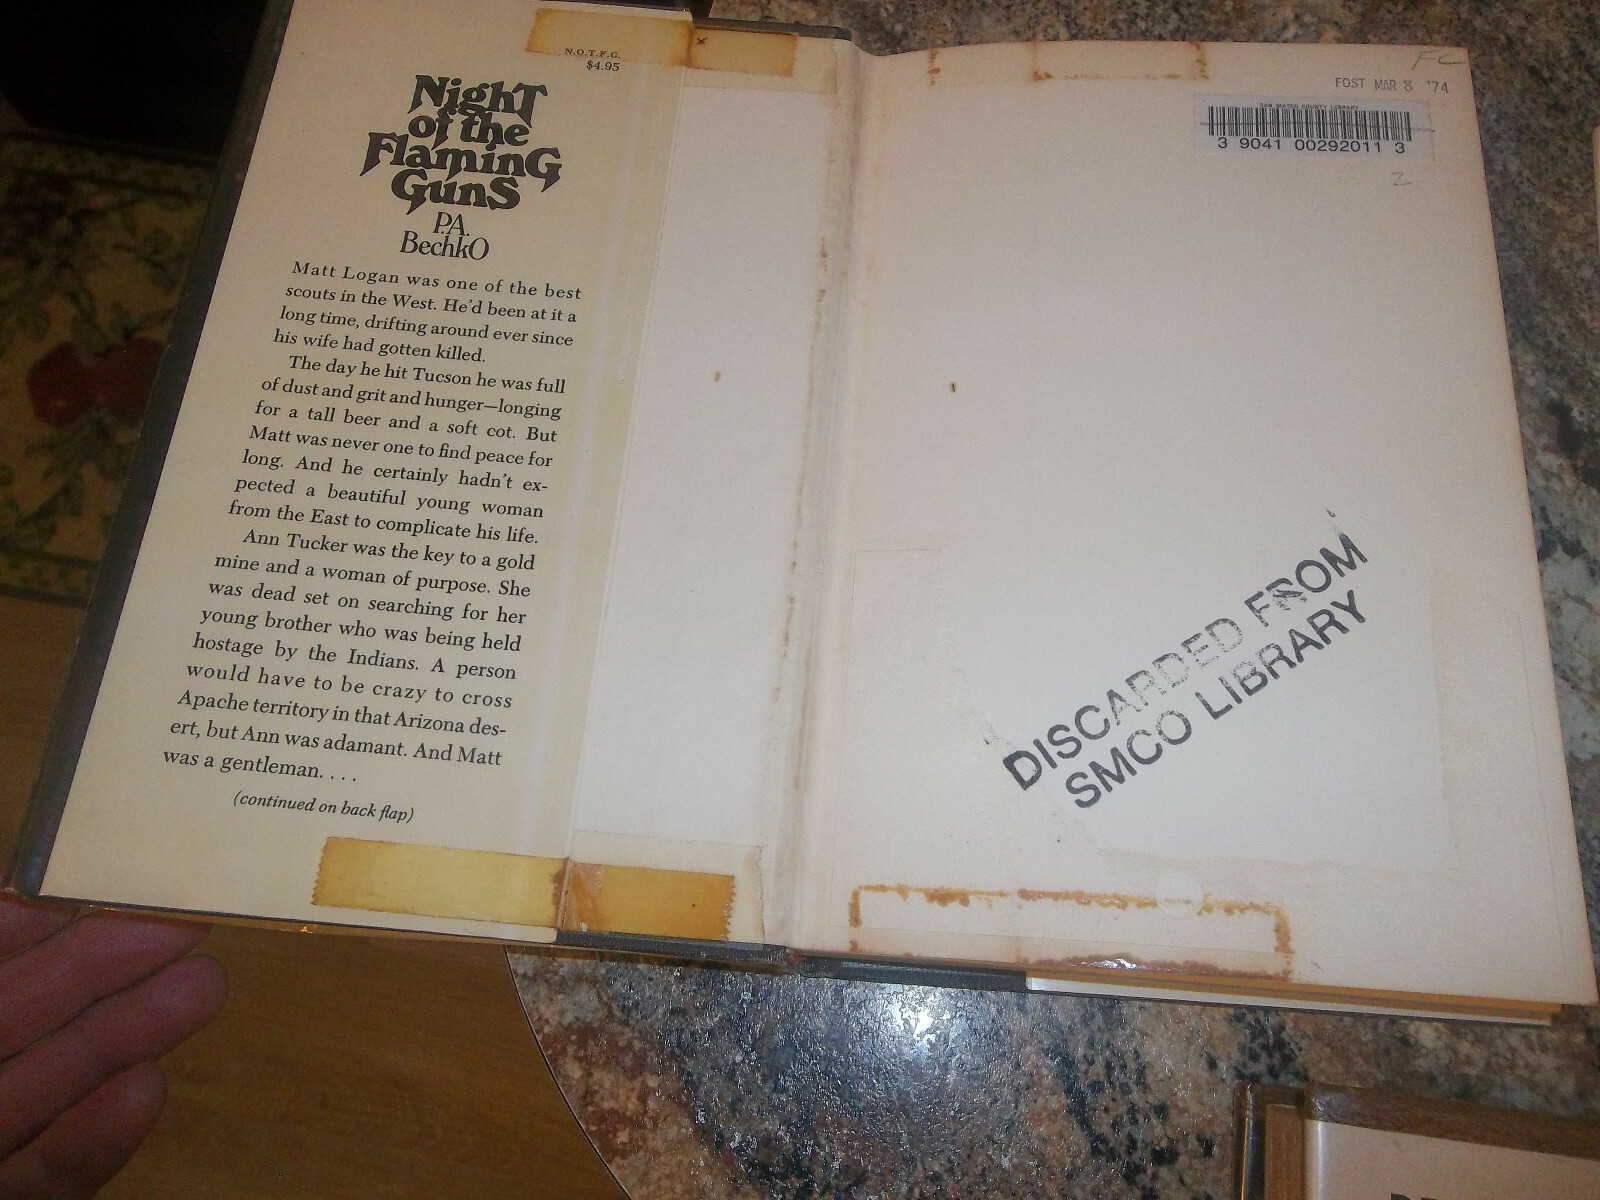 N.O.T.F.G.
$4.95
Night
of the
Flaming
Guns
P.A.
Bechko
Matt Logan was one of the best
scouts in the West. He'd been at it a
long time, drifting around ever since
his wife had gotten killed.
The day he hit Tucson he was full
of dust and grit and hunger—longing
for a tall beer and a soft cot. But
Matt was never one to find peace for
long. And he certainly hadn't ex-
pected a beautiful young woman
from the East to complicate his life.
Ann Tucker was the key to a gold
mine and a woman of purpose. She
was dead set on searching for her
young brother who was being held
hostage by the Indians. A person
would have to be crazy to cross
Apache territory in that Arizona des-
ert, but Ann was adamant. And Matt
was a gentleman. . . .
(continued on back flap)
x
FC
FOST MAR 8 '74
SAN MATEO COUNTY LIBRARY
3 9041 00292011 3
2
DISCARDED FROM
SMCO LIBRARY